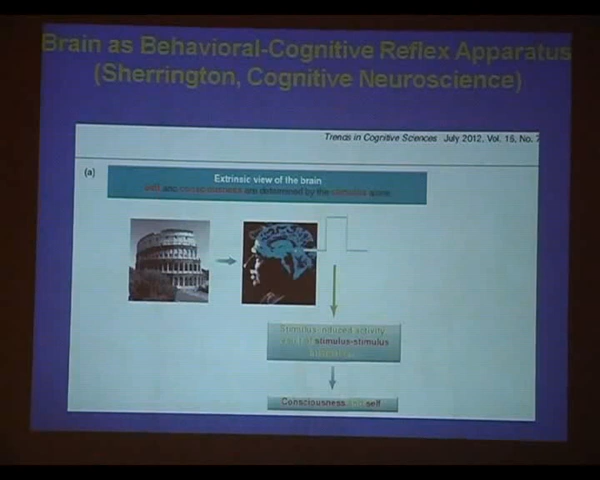 Brain as Behavioral-Cognitive Reflex Apparatus
(Sherrington, Cognitive Neuroscience)
Trends in Cognitive Sciences July 2012, Vol. 16, No. 7
(a)
Extrinsic view of the brain
self and consciousness are determined by the stimulus alone
Stimulus induced activity
stimulus-stimulus
Consciousness and self